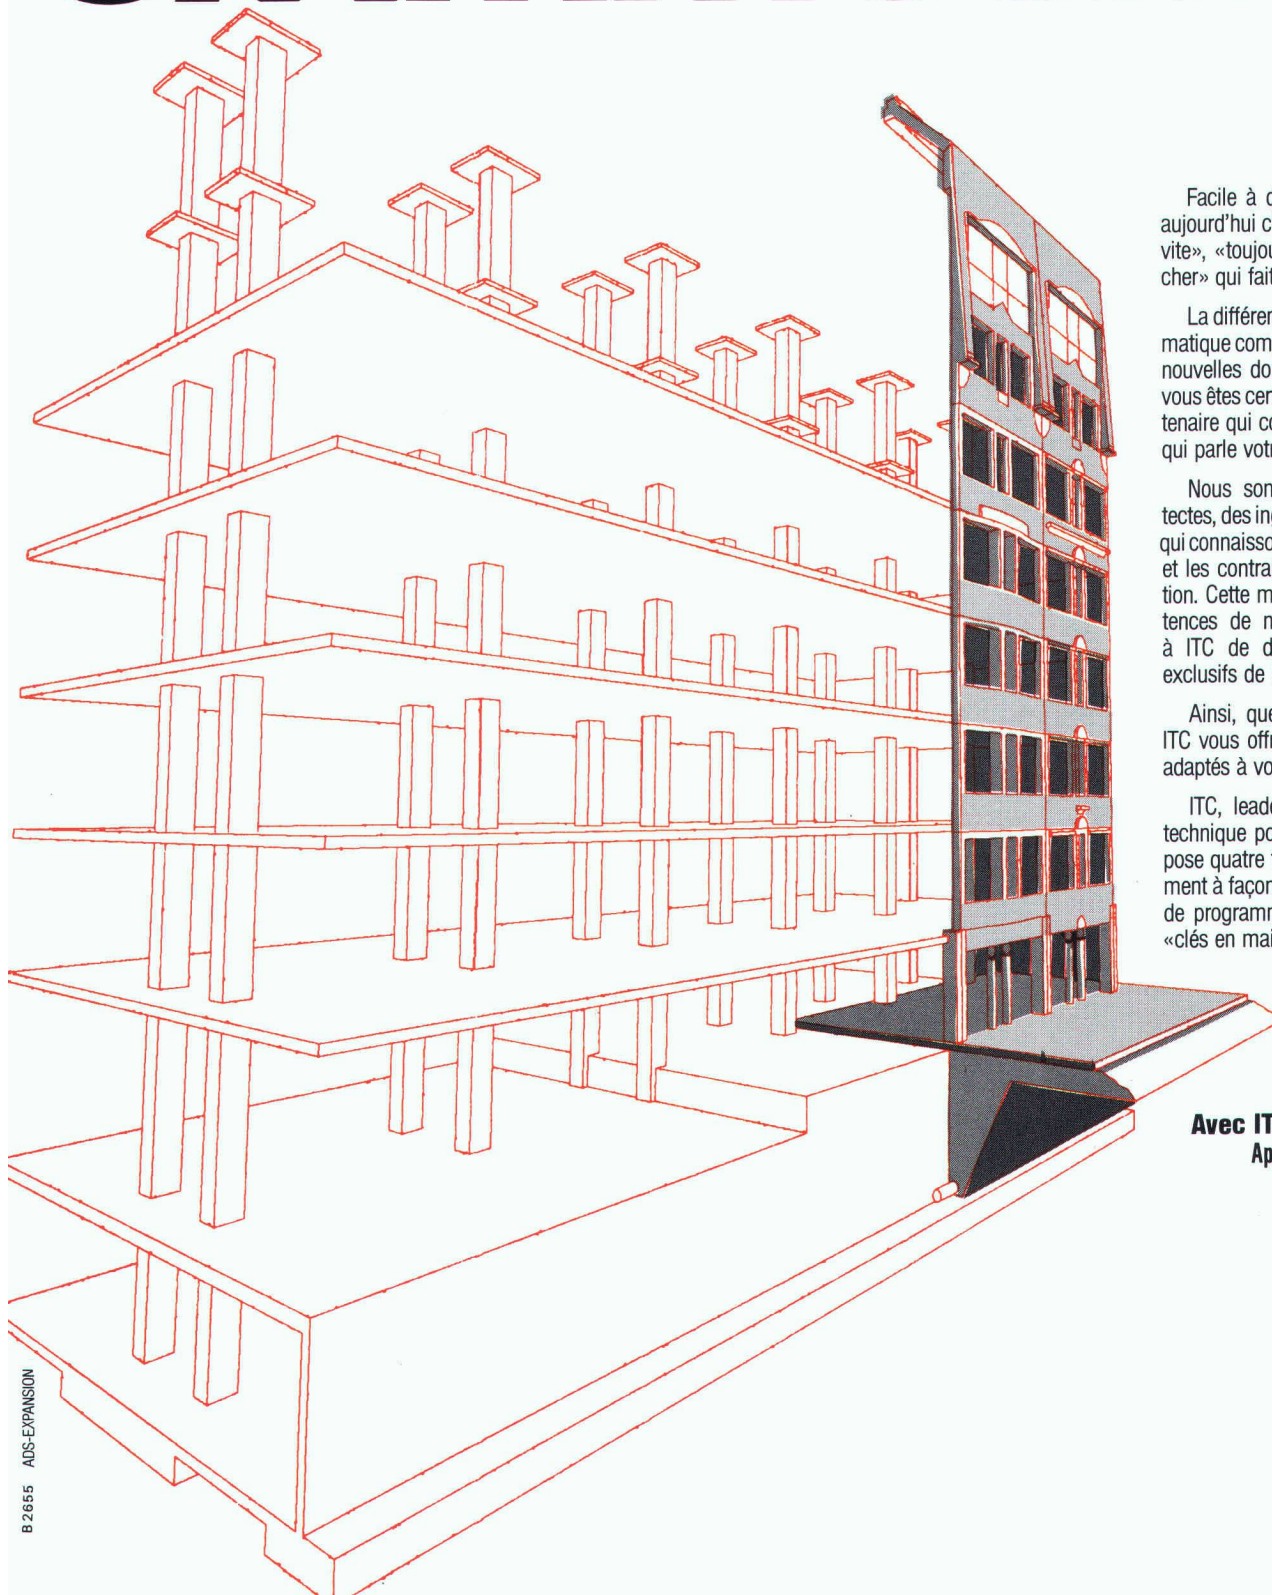 Facile à
aujourd'hui
vite», «toujou
cher» qui fait
La différen
matique com
nouvelles do
vous êtes cer
tenaire qui co
qui parle votr
Nous son
tectes, des in
qui connaisso
et les contra
tion. Cette m
tences de n
à ITC de d
exclusifs de
Ainsi, que
ITC vous offr
adaptés à vo
ITC, leade
technique po
pose quatre
ment à façon
de programm
«clés en mai
Avec IT
Ap
B 2655 ADS-EXPANSION